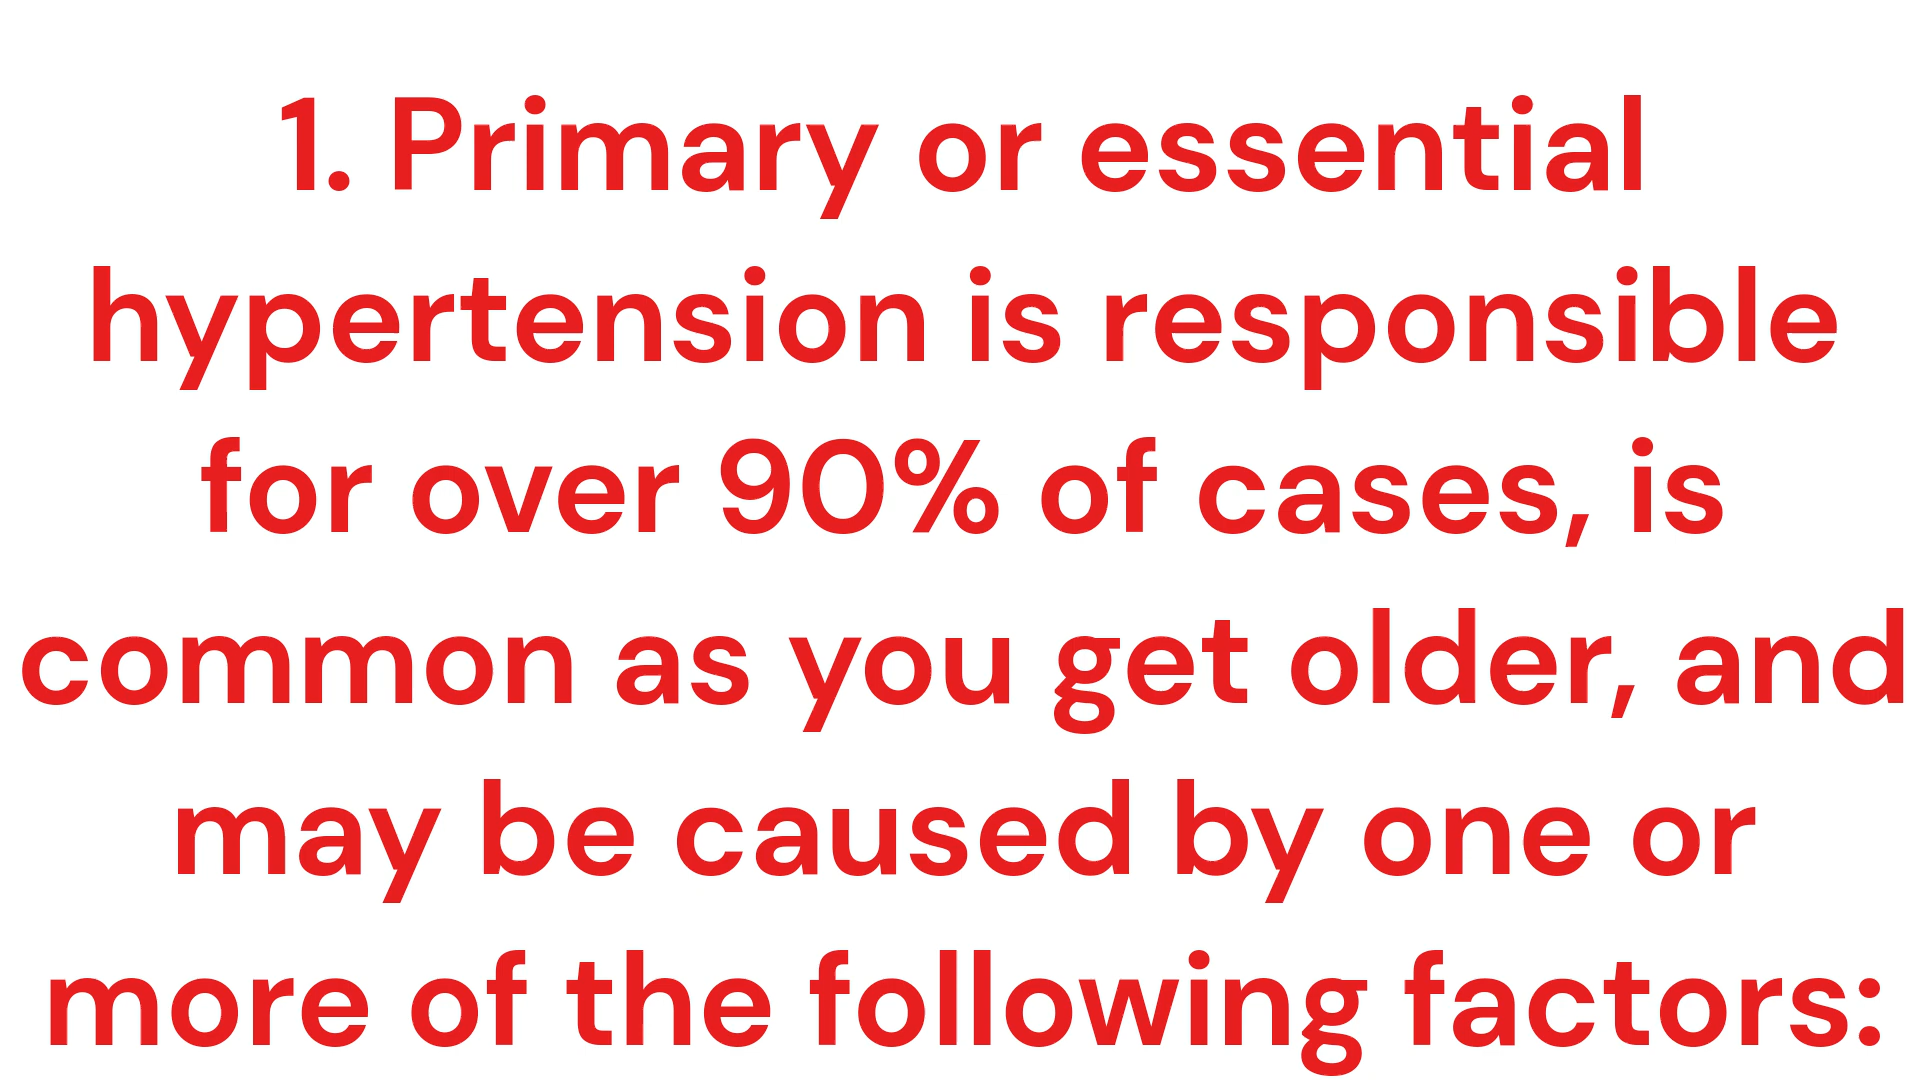 1. Primary or essential
hypertension is responsible
for over 90% of cases, is
common as you get older, and
may be caused by one or
more of the following factors: